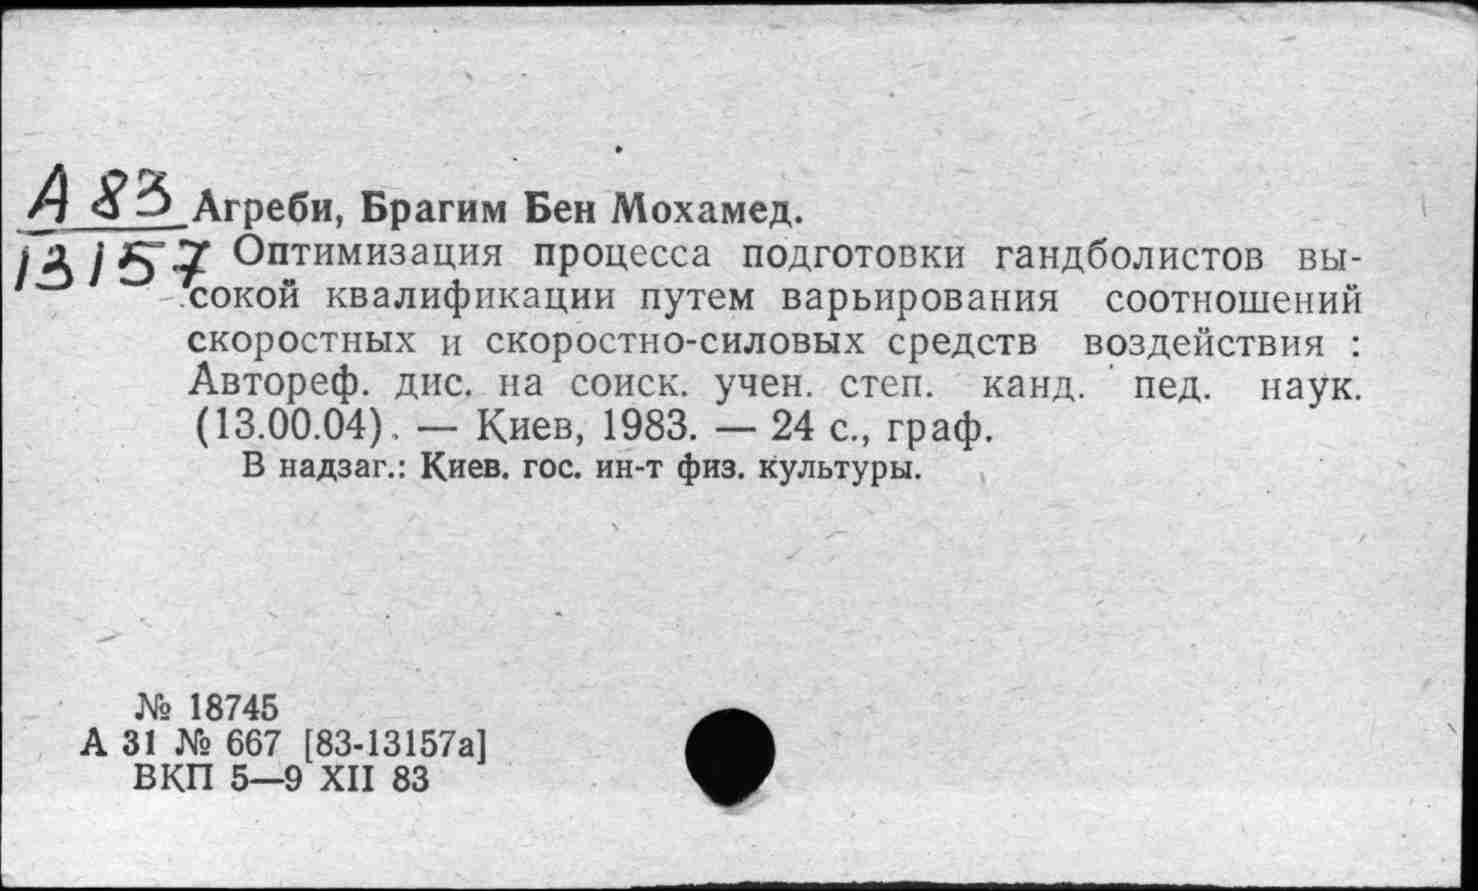 А 83 Агреби, Брагим Бен Мохамед.
13157 Оптимизация процесса подготовки гандболистов вы-
сокой квалификации путем варьирования соотношений
скоростных и скоростно-силовых средств воздействия :
Автореф. дис. на соиск. учен. степ. канд. пед. наук.
(13.00.04). — Киев, 1983. — 24 с., граф.
В надзаг.: Киев. гос. ин-т физ. культуры.
№ 18745
А 31 № 667 [83-13157а]
ВКП 5—9 XII 83